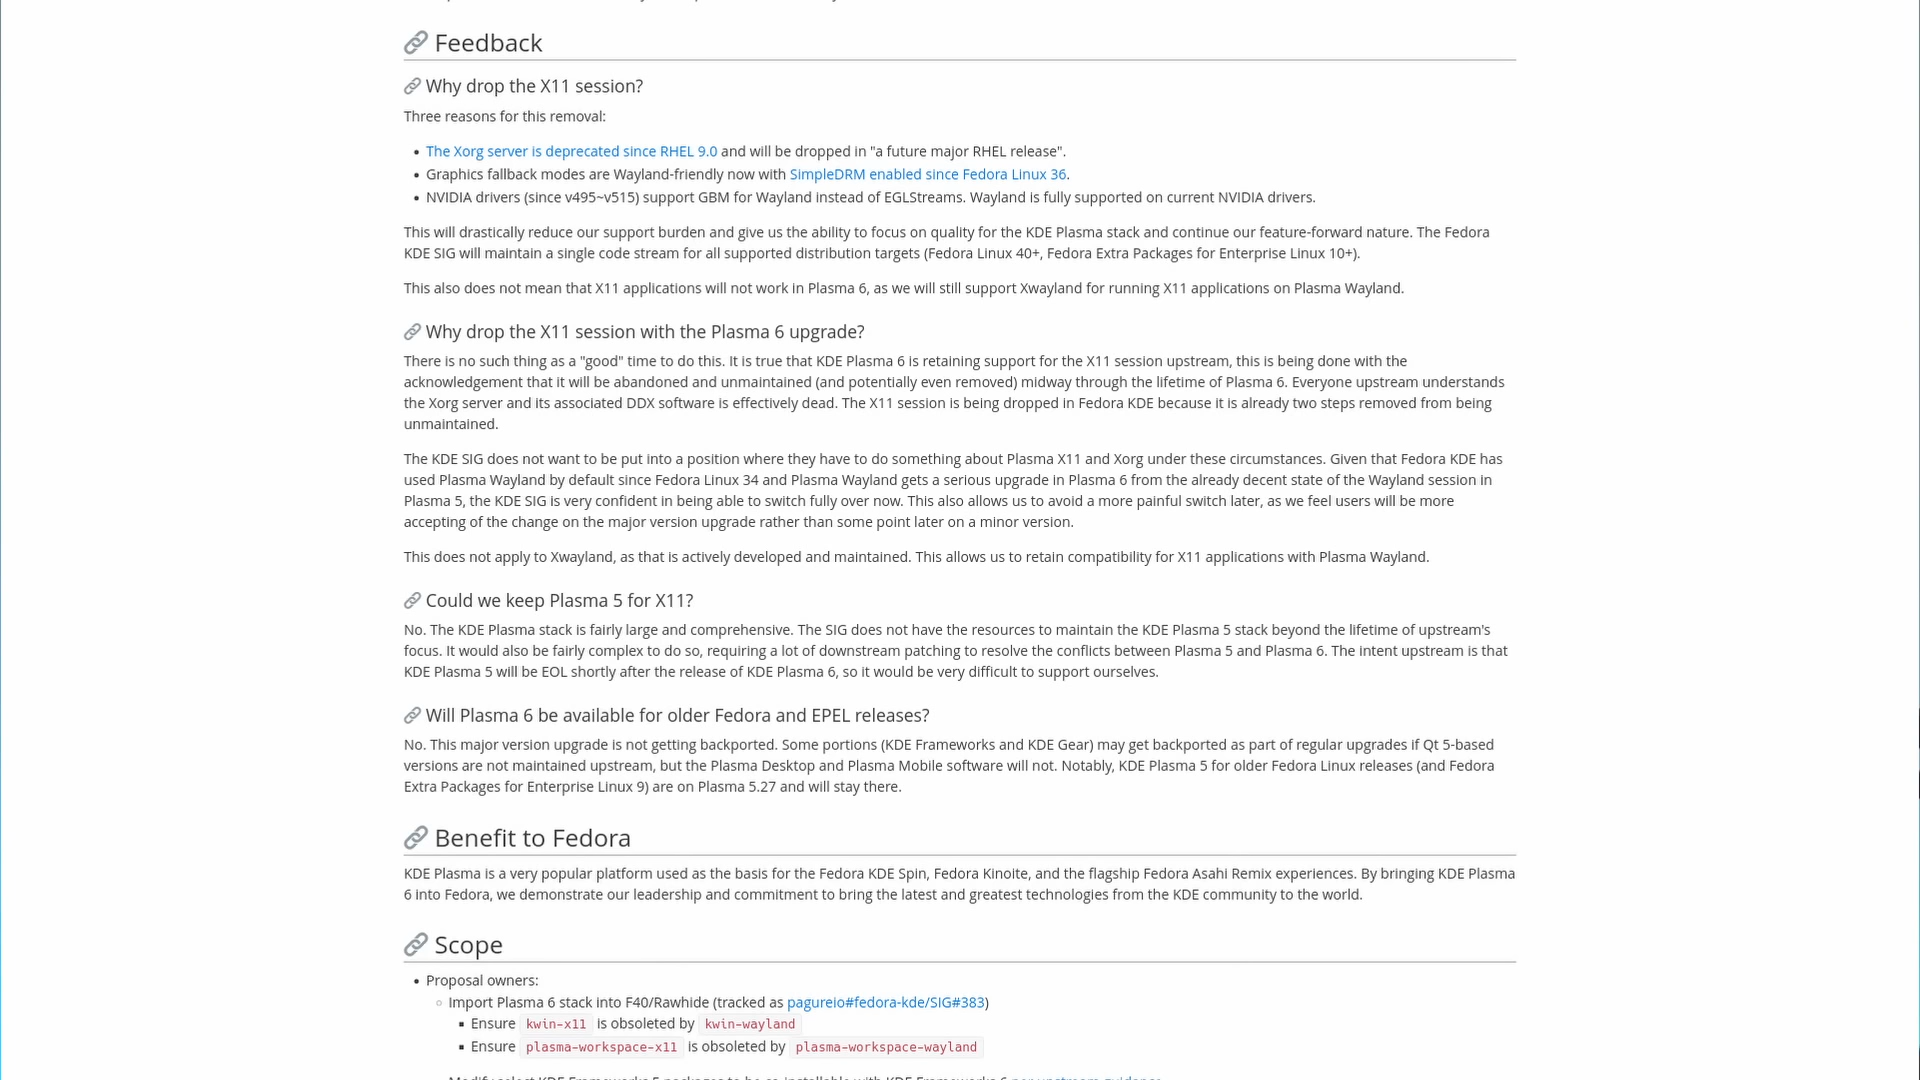 Feedback
Why drop the X11 session?
Three reasons for this removal:
• The Xorg server is deprecated since RHEL 9.0 and will be dropped in "a future major RHEL release".
• Graphics fallback modes are Wayland-friendly now with SimpleDRM enabled since Fedora Linux 36.
• NVIDIA drivers (since v495~v515) support GBM for Wayland instead of EGLStreams. Wayland is fully supported on current NVIDIA drivers.
This will drastically reduce our support burden and give us the ability to focus on quality for the KDE Plasma stack and continue our feature-forward nature. The Fedora
KDE SIG will maintain a single code stream for all supported distribution targets (Fedora Linux 40+, Fedora Extra Packages for Enterprise Linux 10+).
This also does not mean that X11 applications will not work in Plasma 6, as we will still support Xwayland for running X11 applications on Plasma Wayland.
Why drop the X11 session with the Plasma 6 upgrade?
There is no such thing as a "good" time to do this. It is true that KDE Plasma 6 is retaining support for the X11 session upstream, this is being done with the
acknowledgement that it will be abandoned and unmaintained (and potentially even removed) midway through the lifetime of Plasma 6. Everyone upstream understands
the Xorg server and its associated DDX software is effectively dead. The X11 session is being dropped in Fedora KDE because it is already two steps removed from being
unmaintained.
The KDE SIG does not want to be put into a position where they have to do something about Plasma X11 and Xorg under these circumstances. Given that Fedora KDE has
used Plasma Wayland by default since Fedora Linux 34 and Plasma Wayland gets a serious upgrade in Plasma 6 from the already decent state of the Wayland session in
Plasma 5, the KDE SIG is very confident in being able to switch fully over now. This also allows us to avoid a more painful switch later, as we feel users will be more
accepting of the change on the major version upgrade rather than some point later on a minor version.
This does not apply to Xwayland, as that is actively developed and maintained. This allows us to retain compatibility for X11 applications with Plasma Wayland.
Could we keep Plasma 5 for X11?
No. The KDE Plasma stack is fairly large and comprehensive. The SIG does not have the resources to maintain the KDE Plasma 5 stack beyond the lifetime of upstream's
focus. It would also be fairly complex to do so, requiring a lot of downstream patching to resolve the conflicts between Plasma 5 and Plasma 6. The intent upstream is that
KDE Plasma 5 will be EOL shortly after the release of KDE Plasma 6, so it would be very difficult to support ourselves.
Will Plasma 6 be available for older Fedora and EPEL releases?
No. This major version upgrade is not getting backported. Some portions (KDE Frameworks and KDE Gear) may get backported as part of regular upgrades if Qt 5-based
versions are not maintained upstream, but the Plasma Desktop and Plasma Mobile software will not. Notably, KDE Plasma 5 for older Fedora Linux releases (and Fedora
Extra Packages for Enterprise Linux 9) are on Plasma 5.27 and will stay there.
Benefit to Fedora
KDE Plasma is a very popular platform used as the basis for the Fedora KDE Spin, Fedora Kinoite, and the flagship Fedora Asahi Remix experiences. By bringing KDE Plasma
6 into Fedora, we demonstrate our leadership and commitment to bring the latest and greatest technologies from the KDE community to the world.
Scope
• Proposal owners:
◦ Import Plasma 6 stack into F40/Rawhide (tracked as pagureio#fedora-kde/SIG#383)
▪ Ensure kwin-x11 is obsoleted by kwin-wayland
▪ Ensure plasma-workspace-x11 is obsoleted by plasma-workspace-wayland